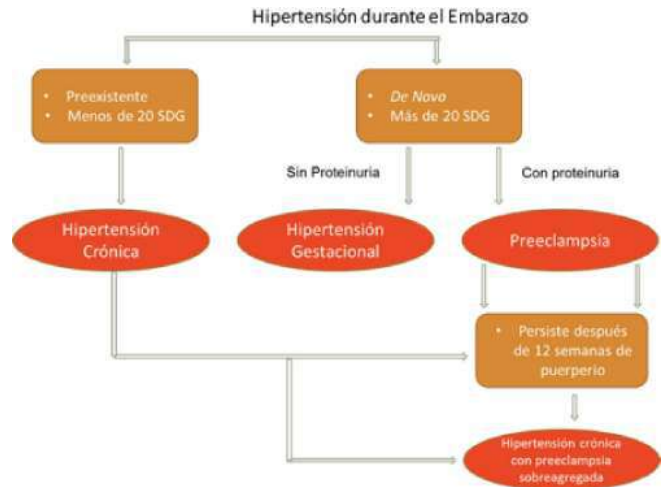 Hipertensión durante el Embarazo
• Preexistente
• Menos de 20 SDG
• De Novo
• Más de 20 SDG
Sin Proteinuria
Con proteinuria
Hipertensión
Crónica
Hipertensión
Gestacional
Preeclampsia
• Persiste después
de 12 semanas de
puerperio
Hipertensión crónica
con preeclampsia
sobreagregada